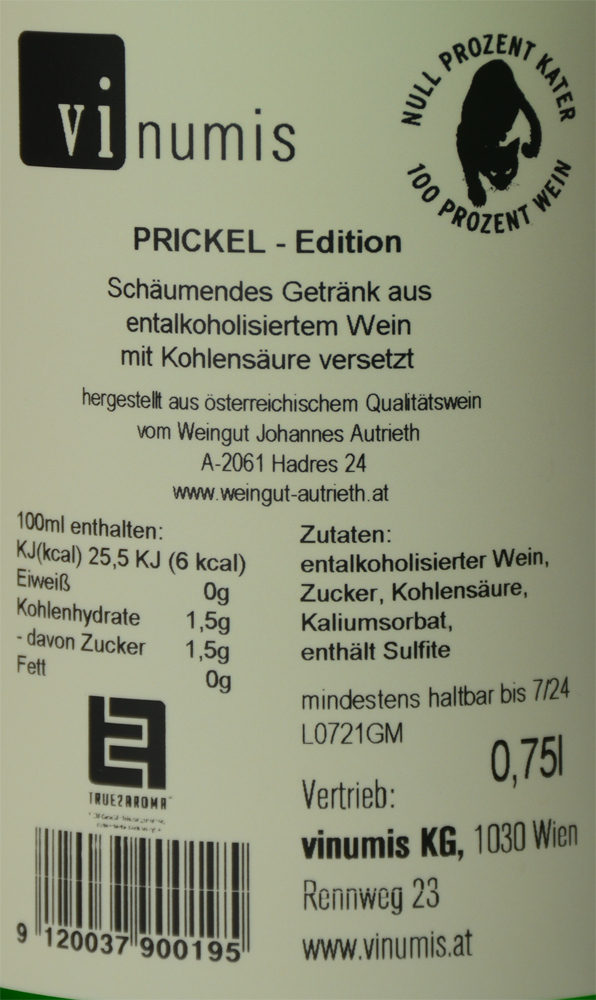 vinumis
NULL PROZENT KATER
100 PROZENT WEIN
PRICKEL - Edition
Schäumendes Getränk aus
entalkoholisiertem Wein
mit Kohlensäure versetzt
hergestellt aus österreichischem Qualitätswein
vom Weingut Johannes Autrieth
A-2061 Hadres 24
www.weingut-autrieth.at
100ml enthalten:
KJ(kcal) 25,5 KJ (6 kcal)
Eiweiß 0g
Kohlenhydrate 1,5g
- davon Zucker 1,5g
Fett 0g
TRUE2AROMA
9 120037 900195
Zutaten:
entalkoholisierter Wein,
Zucker, Kohlensäure,
Kaliumsorbat,
enthält Sulfite
mindestens haltbar bis 7/24
L0721GM
0,75l
Vertrieb:
vinumis KG, 1030 Wien
Rennweg 23
www.vinumis.at